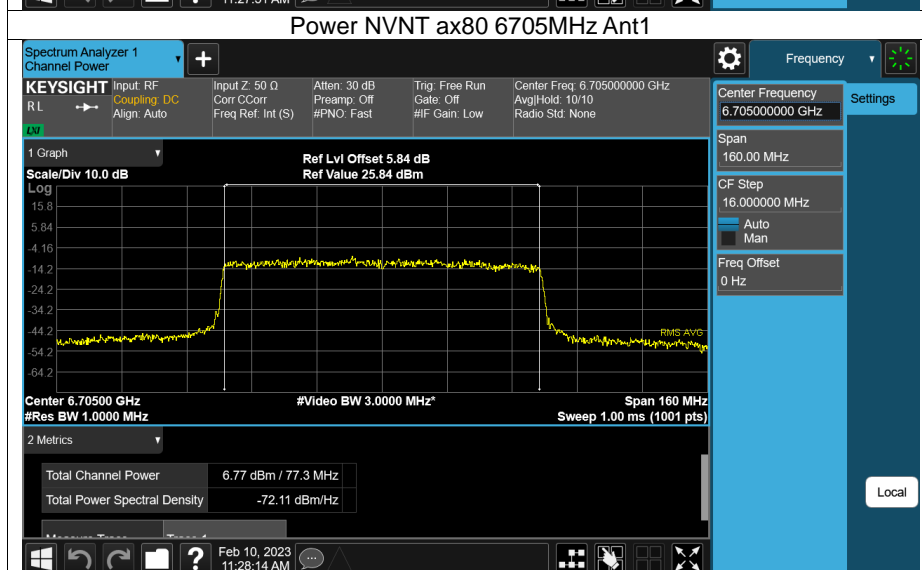 11:27:51 AM
Power NVNT ax80 6705MHz Ant1
Spectrum Analyzer 1
Channel Power
+
Frequency
KEYSIGHT
RL
LXI
Input: RF
Coupling: DC
Align: Auto
Input Z: 50 Ω
Corr CCorr
Freq Ref: Int (S)
Atten: 30 dB
Preamp: Off
#PNO: Fast
Trig: Free Run
Gate: Off
#IF Gain: Low
Center Freq: 6.705000000 GHz
Avg|Hold: 10/10
Radio Std: None
Center Frequency
6.705000000 GHz
Settings
Span
160.00 MHz
CF Step
16.000000 MHz
Auto
Man
Freq Offset
0 Hz
Local
1 Graph
Scale/Div 10.0 dB
Ref Lvl Offset 5.84 dB
Ref Value 25.84 dBm
Log
15.8
5.84
-4.16
-14.2
-24.2
-34.2
-44.2
-54.2
-64.2
RMS AVG
Center 6.70500 GHz
#Video BW 3.0000 MHz*
Span 160 MHz
#Res BW 1.0000 MHz
Sweep 1.00 ms (1001 pts)
2 Metrics
Total Channel Power 6.77 dBm / 77.3 MHz
Total Power Spectral Density -72.11 dBm/Hz
?
Feb 10, 2023
11:28:14 AM